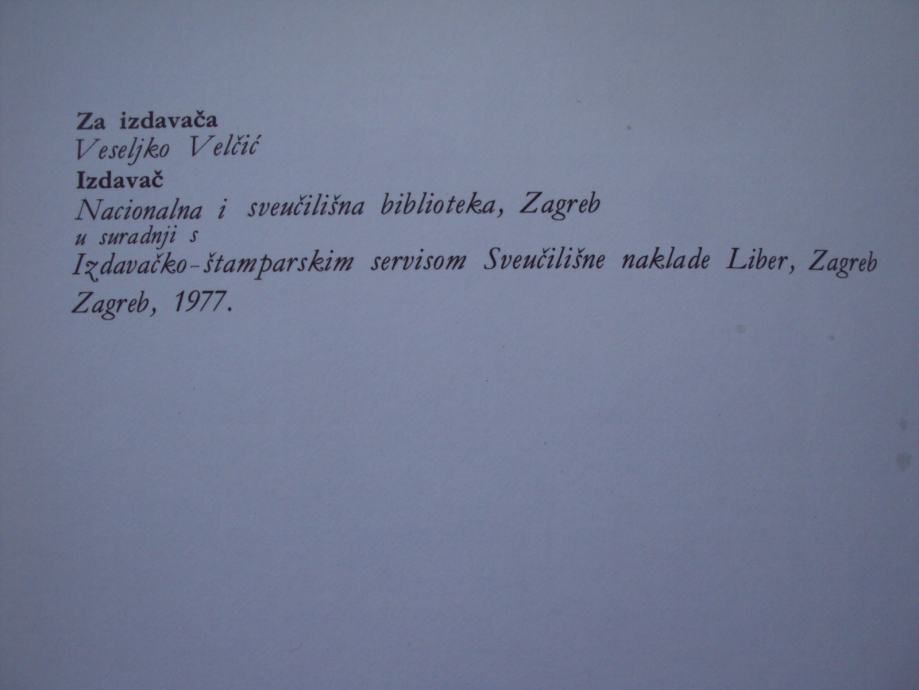 Za izdavača
Veseljko Velčić
Izdavač
Nacionalna i sveučilišna biblioteka, Zagreb
u suradnji s
Izdavačko-štamparskim servisom Sveučilišne naklade Liber, Zagreb
Zagreb, 1977.